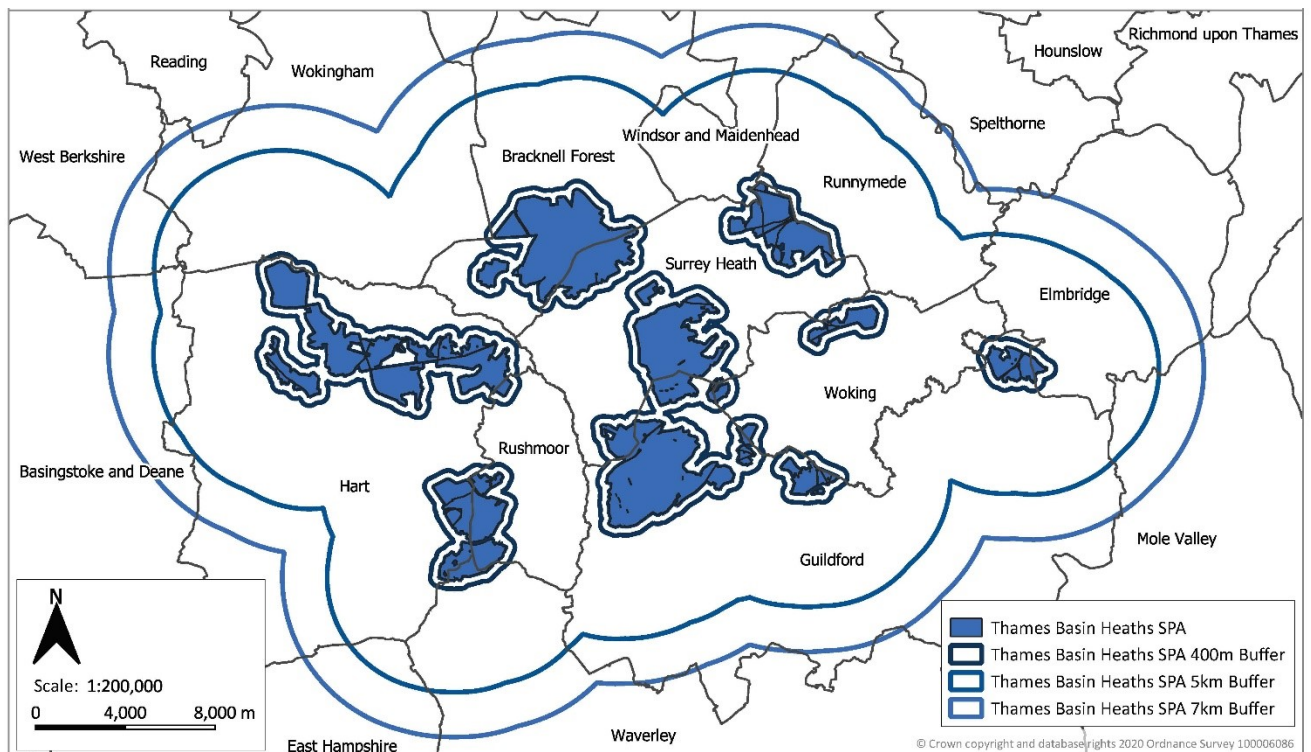 Richmond upon Thames
Hounslow
Reading
Wokingham
Spelthorne
Windsor and Maidenhead
West Berkshire
Bracknell Forest
Runnymede
Surrey Heath
Elmbridge
Woking
Rushmoor
Basingstoke and Deane
Hart
Mole Valley
Guildford
N
Scale: 1:200,000
0 4,000 8,000 m
Thames Basin Heaths SPA
Thames Basin Heaths SPA 400m Buffer
Thames Basin Heaths SPA 5km Buffer
Thames Basin Heaths SPA 7km Buffer
Waverley
East Hampshire
© Crown copyright and database rights 2020 Ordnance Survey 100006086